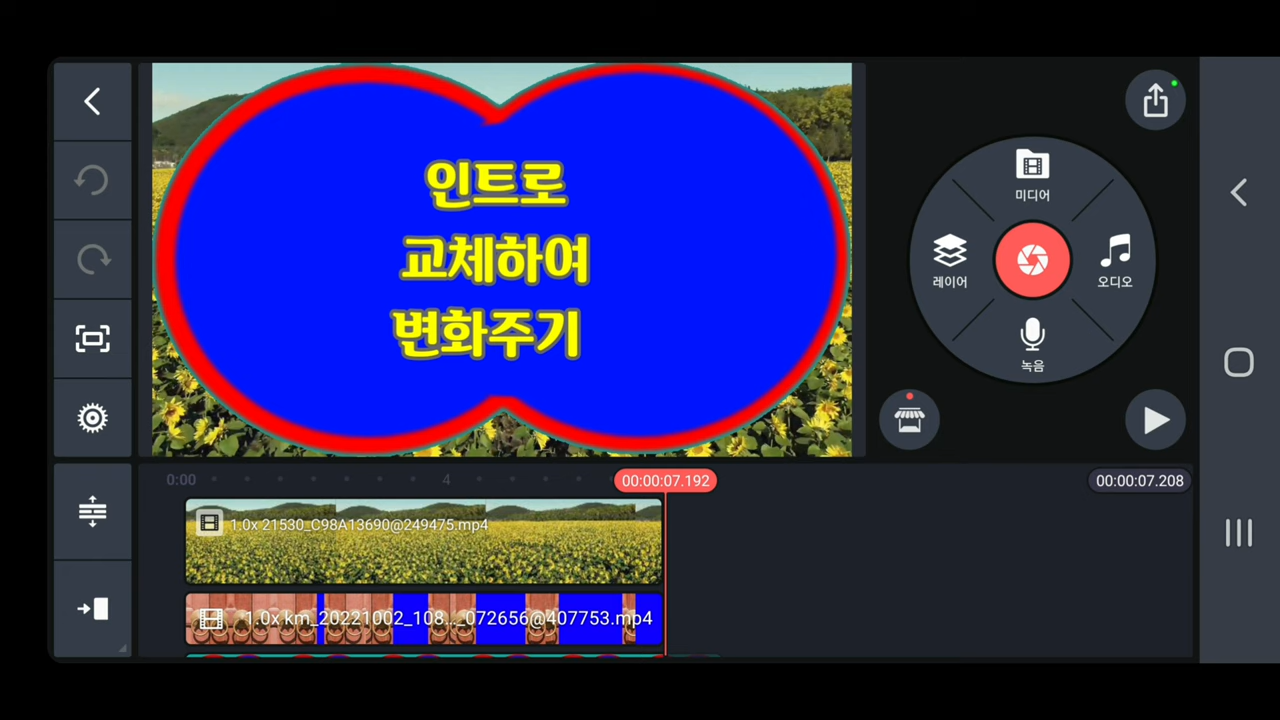 인트로
교체하여
변화주기
미디어
레이어
오디오
녹음
0:00
4
00:00:07.192
00:00:07.208
1.0x 21530_C98A13690@249475.mp4
1.0x km_20221002_108..._072656@407753.mp4